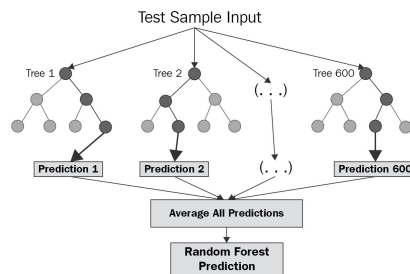 Test Sample Input
Tree 1
Tree 2
(. . .)
Tree 600
Prediction 1
Prediction 2
(. . .)
Prediction 600
Average All Predictions
Random Forest
Prediction